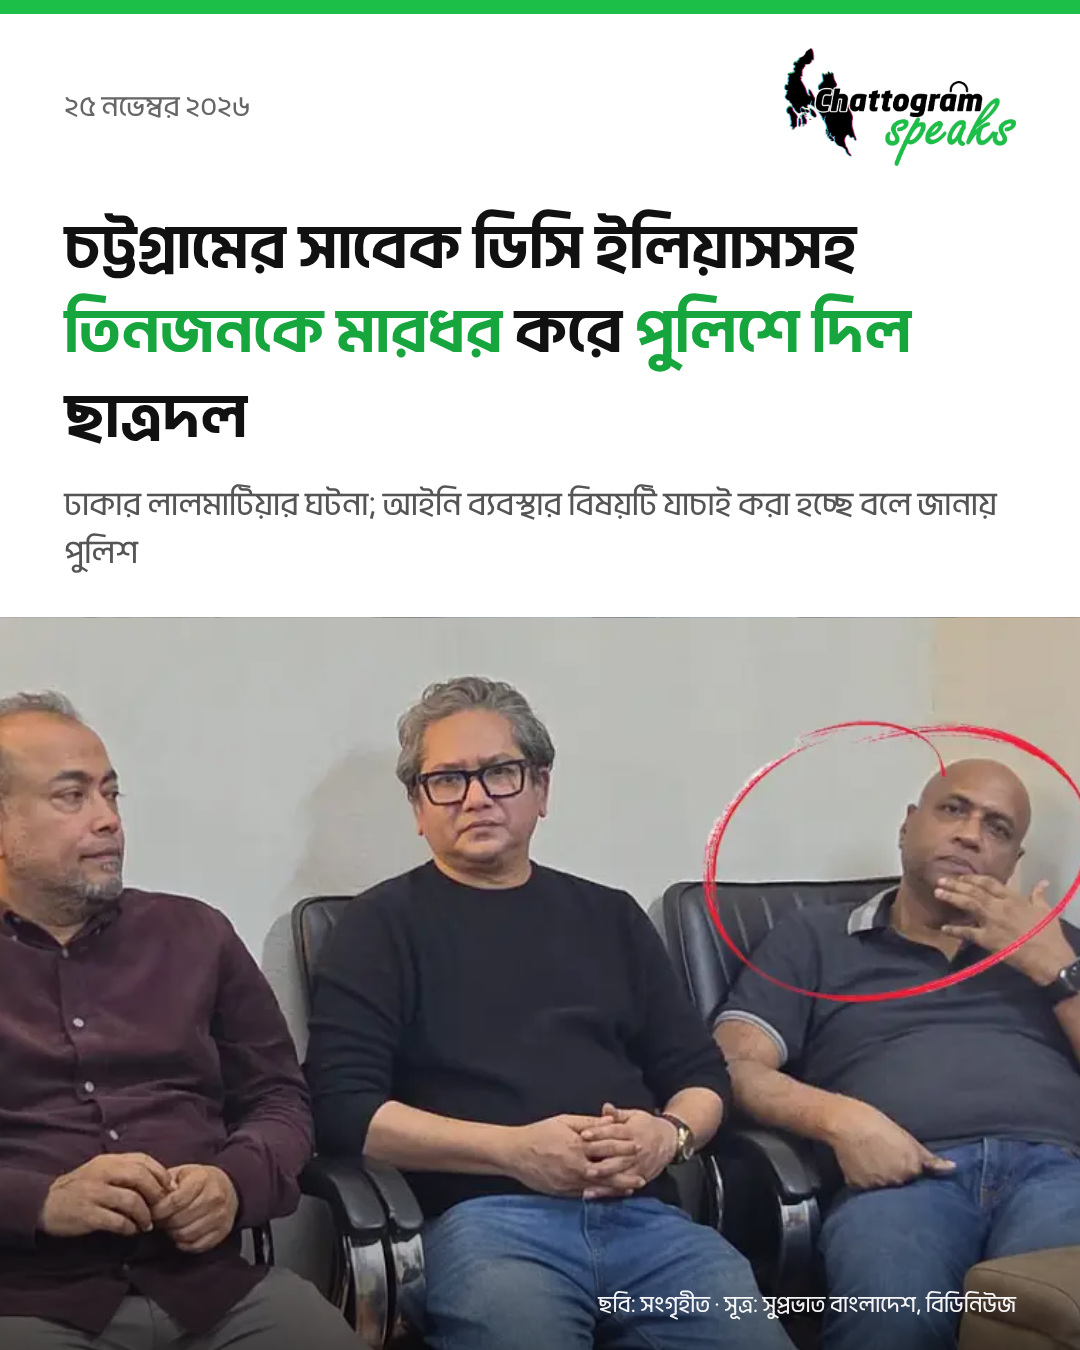 ২৫ নভেম্বর ২০২৬
Chattogram
speaks
চট্টগ্রামের সাবেক ডিসি ইলিয়াসসহ
তিনজনকে মারধর করে পুলিশে দিল
ছাত্রদল
ঢাকার লালমাটিয়ার ঘটনা; আইনি ব্যবস্থার বিষয়টি যাচাই করা হচ্ছে বলে জানায়
পুলিশ
ছবি: সংগৃহীত · সূত্র: সুপ্রভাত বাংলাদেশ, বিডিনিউজ